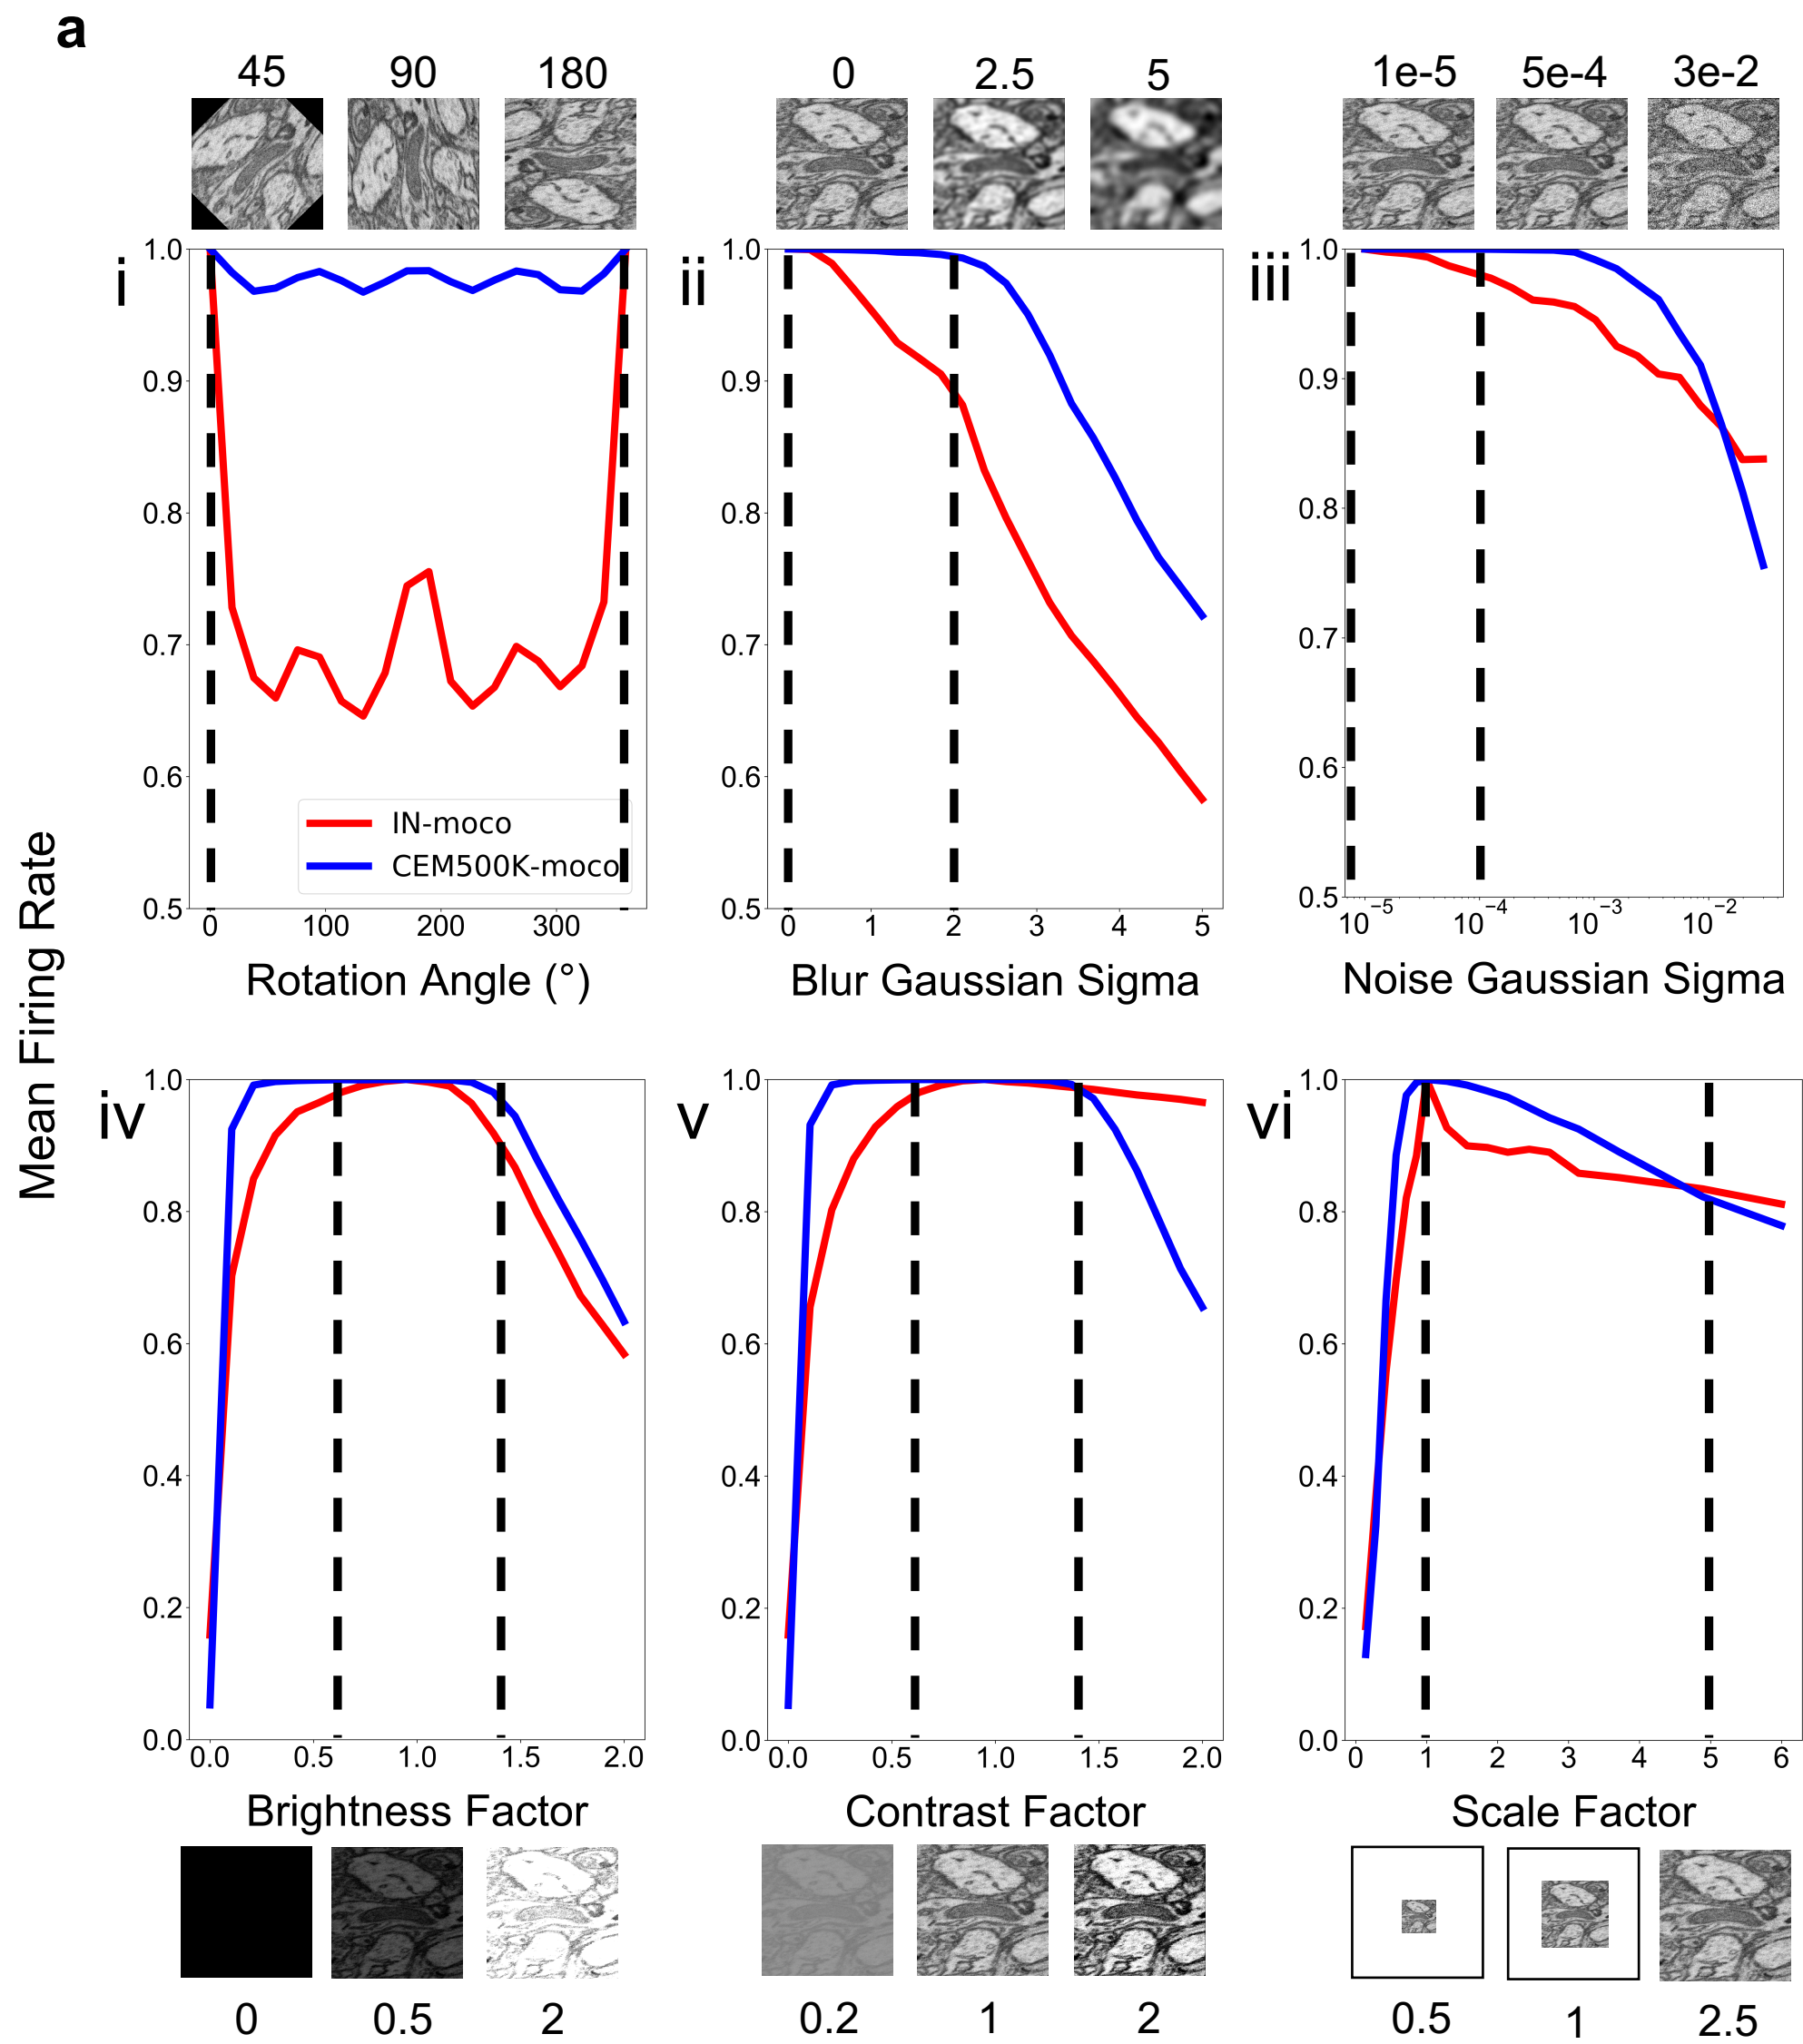 a
45 90 180
0 2.5 5
1e-5 5e-4 3e-2
i
1.0
0.9
0.8
0.7
0.6
0.5
IN-moco
CEM500K-moco
0 100 200 300
Rotation Angle (°)
ii
1.0
0.9
0.8
0.7
0.6
0.5
0 1 2 3 4 5
Blur Gaussian Sigma
iii
1.0
0.9
0.8
0.7
0.6
0.5
10⁻⁵ 10⁻⁴ 10⁻³ 10⁻²
Noise Gaussian Sigma
Mean Firing Rate
iv
1.0
0.8
0.6
0.4
0.2
0.0
0.0 0.5 1.0 1.5 2.0
Brightness Factor
0 0.5 2
v
1.0
0.8
0.6
0.4
0.2
0.0
0.0 0.5 1.0 1.5 2.0
Contrast Factor
0.2 1 2
vi
1.0
0.8
0.6
0.4
0.2
0.0
0 1 2 3 4 5 6
Scale Factor
0.5 1 2.5